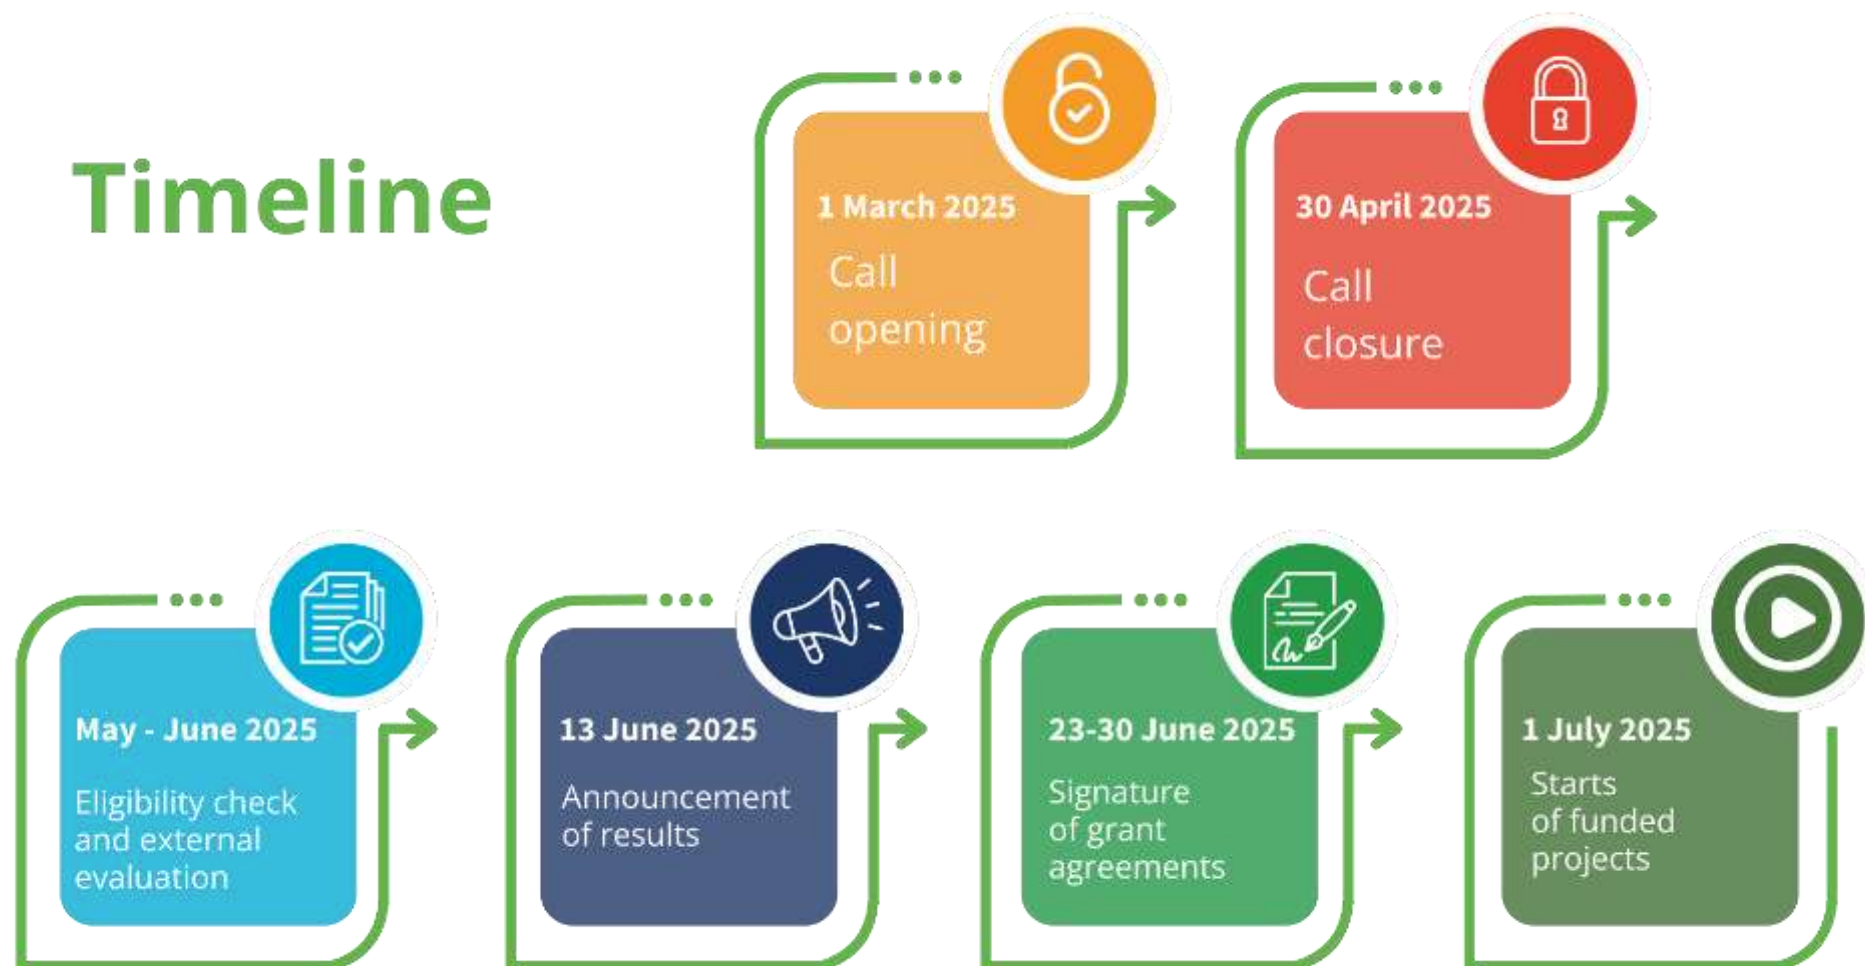 Timeline
1 March 2025
Call
opening
30 April 2025
Call
closure
May - June 2025
Eligibility check
and external
evaluation
13 June 2025
Announcement
of results
23-30 June 2025
Signature
of grant
agreements
1 July 2025
Starts
of funded
projects